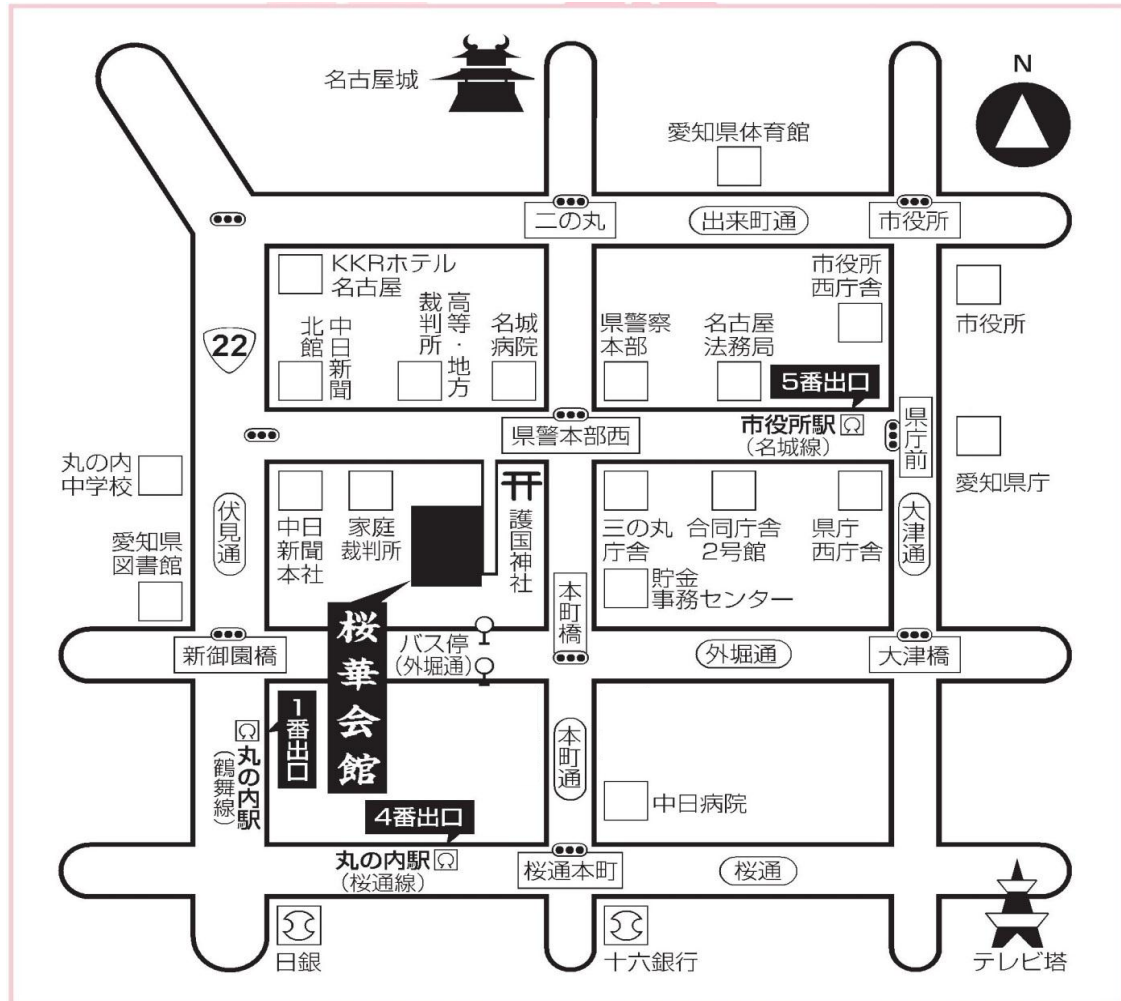 名古屋城
N
愛知県体育館
二の丸
出来町通
市役所
KKRホテル
名古屋
市役所
西庁舎
市役所
22
中日新聞
北館
高等・地方
裁判所
名城
病院
県警察
本部
名古屋
法務局
5番出口
県警本部西
市役所駅
(名城線)
県庁前
愛知県庁
丸の内
中学校
伏見通
中日
新聞
本社
家庭
裁判所
護国神社
三の丸
庁舎
合同庁舎
2号館
県庁
西庁舎
大津通
愛知県
図書館
貯金
事務センター
本町橋
桜華会館
バス停
(外堀通)
新御園橋
外堀通
大津橋
1番出口
丸の内駅
(鶴舞線)
本町通
中日病院
4番出口
丸の内駅
(桜通線)
桜通本町
桜通
日銀
十六銀行
テレビ塔